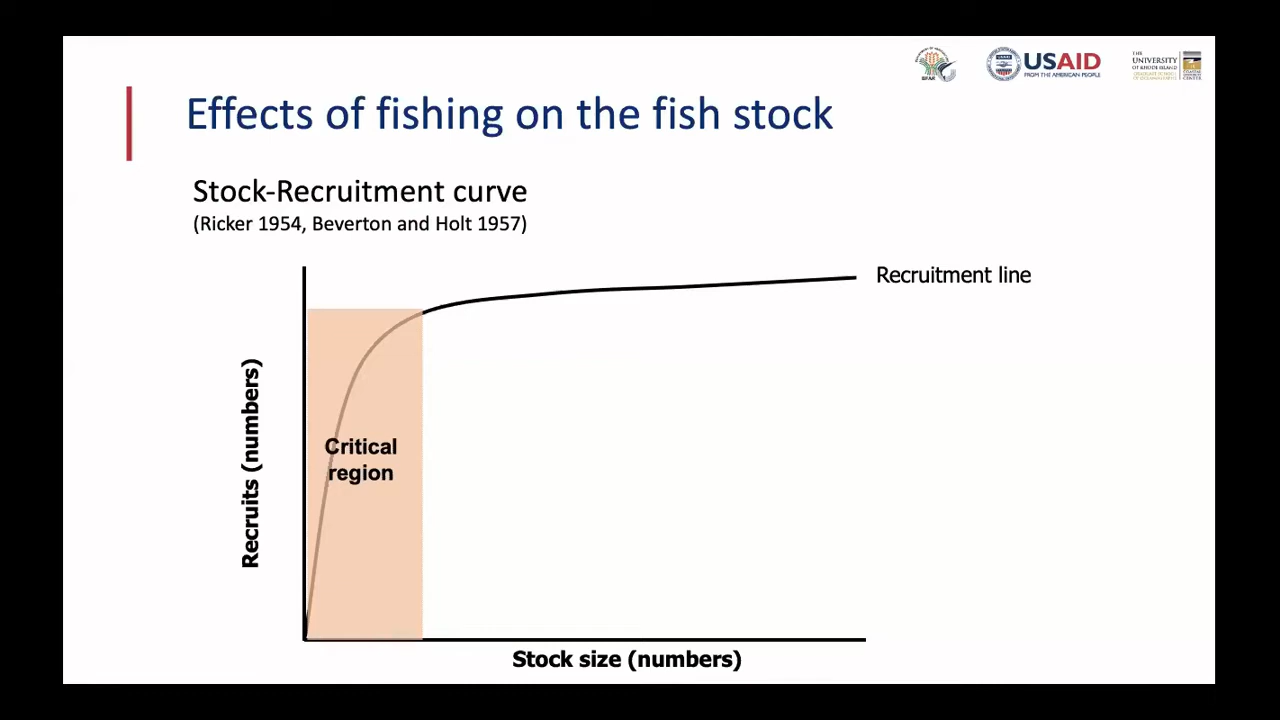 USAID
FROM THE AMERICAN PEOPLE
THE
UNIVERSITY
OF RHODE ISLAND
Effects of fishing on the fish stock
Stock-Recruitment curve
(Ricker 1954, Beverton and Holt 1957)
Recruitment line
Recruits (numbers)
Critical
region
Stock size (numbers)